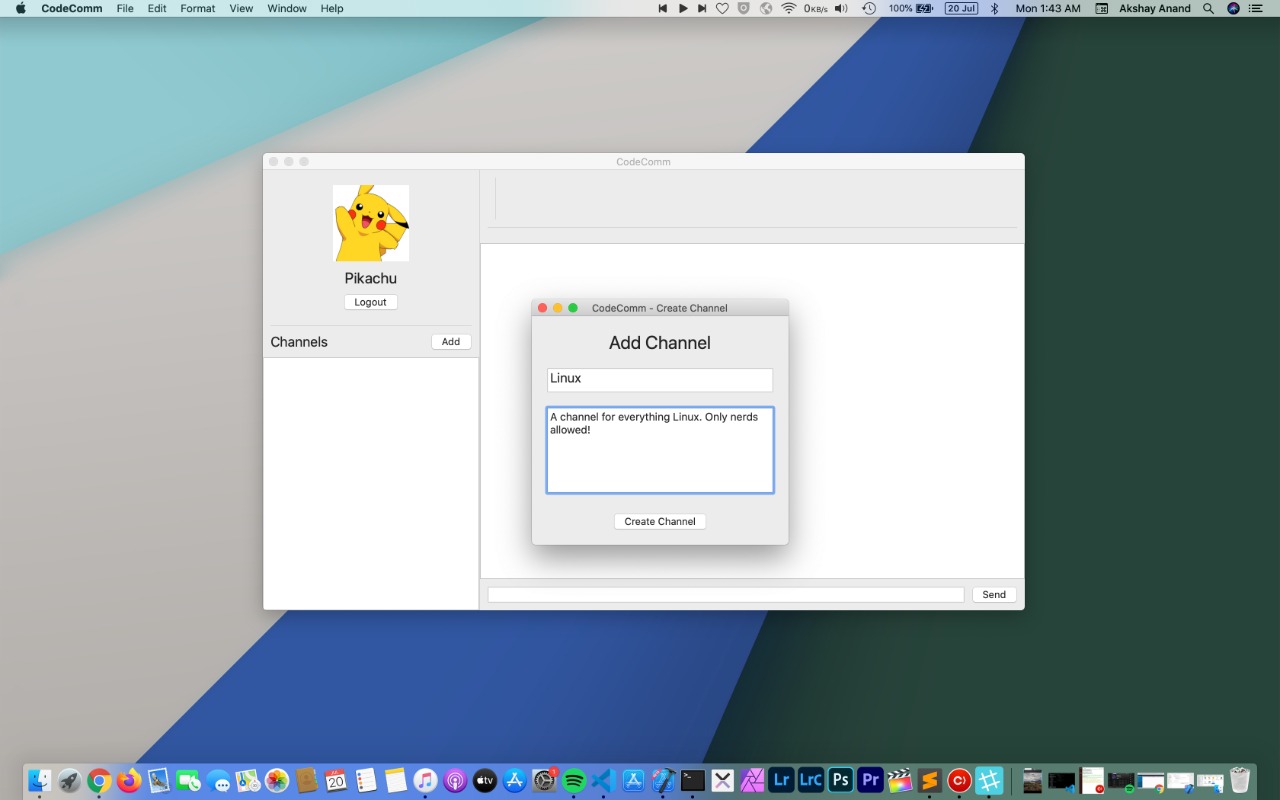 CodeComm File Edit Format View Window Help
0KB/s 100% 20 Jul Mon 1:43 AM Akshay Anand
CodeComm
Pikachu
Logout
Channels Add
CodeComm - Create Channel
Add Channel
Linux
A channel for everything Linux. Only nerds
allowed!
Create Channel
Send
JUL
20
tv
1
Lr LrC Ps Pr